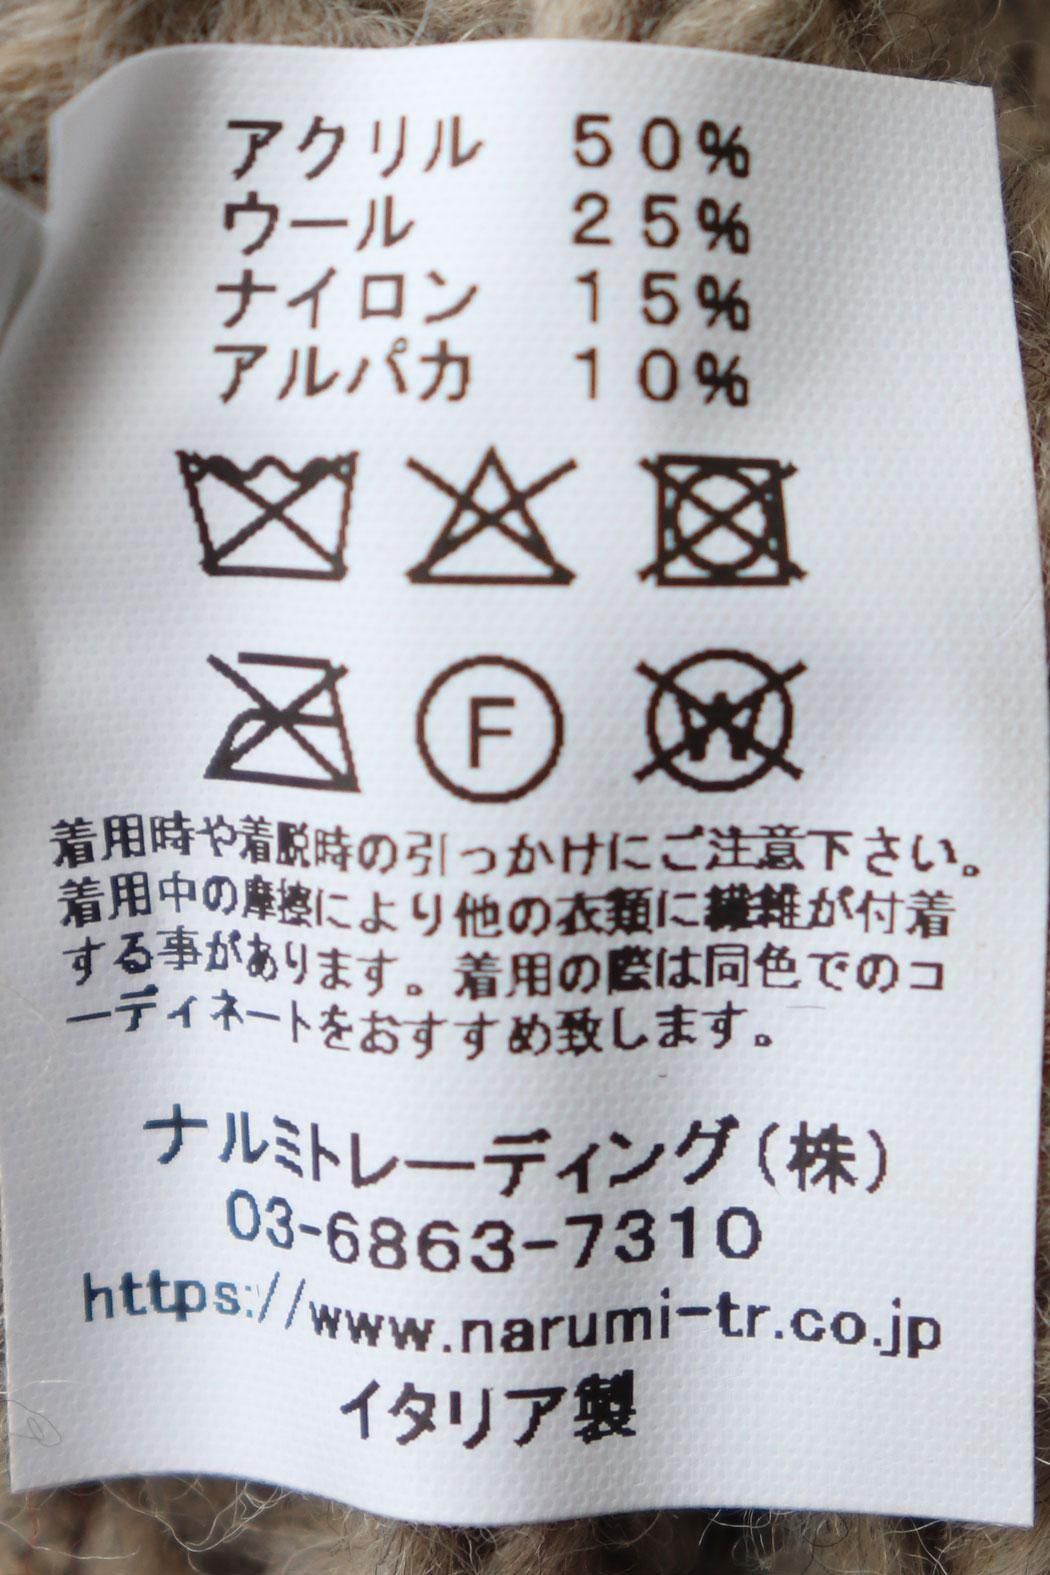 アクリル 50%
ウール 25%
ナイロン 15%
アルパカ 10%
F
W
着用時や着脱時の引っかけにご注意下さい。
着用中の摩擦により他の衣類に繊維が付着
する事があります。着用の際は同色でのコ
ーディネートをおすすめ致します。
ナルミトレーディング(株)
03-6863-7310
https://www.narumi-tr.co.jp
イタリア製